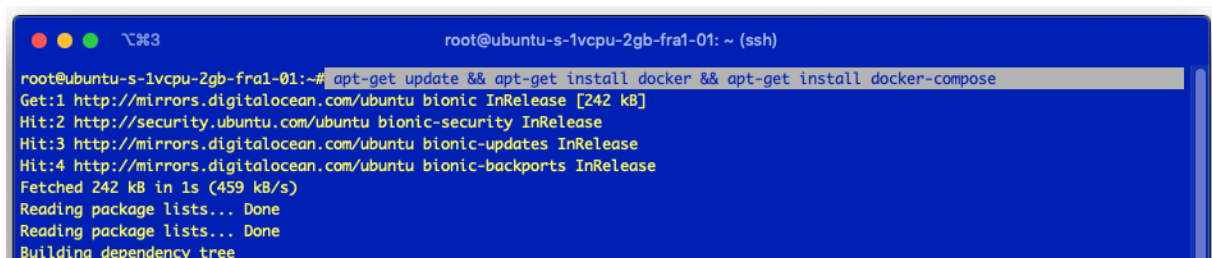 ⌥⌘3
root@ubuntu-s-1vcpu-2gb-fra1-01: ~ (ssh)
root@ubuntu-s-1vcpu-2gb-fra1-01:~# apt-get update && apt-get install docker && apt-get install docker-compose
Get:1 http://mirrors.digitalocean.com/ubuntu bionic InRelease [242 kB]
Hit:2 http://security.ubuntu.com/ubuntu bionic-security InRelease
Hit:3 http://mirrors.digitalocean.com/ubuntu bionic-updates InRelease
Hit:4 http://mirrors.digitalocean.com/ubuntu bionic-backports InRelease
Fetched 242 kB in 1s (459 kB/s)
Reading package lists... Done
Reading package lists... Done
Building dependency tree